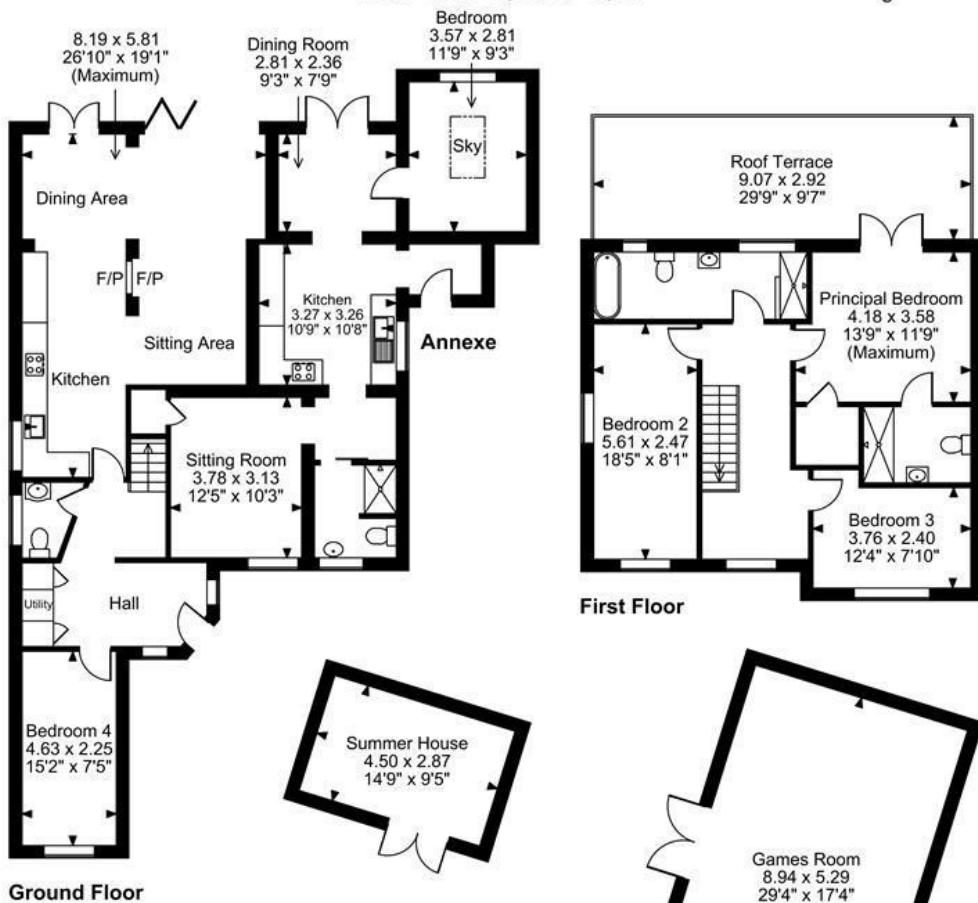 8.19 x 5.81
26'10" x 19'1"
(Maximum)
Dining Room
2.81 x 2.36
9'3" x 7'9"
Bedroom
3.57 x 2.81
11'9" x 9'3"
Sky
Dining Area
F/P
F/P
Kitchen
3.27 x 3.26
10'9" x 10'8"
Annexe
Sitting Area
Kitchen
Sitting Room
3.78 x 3.13
12'5" x 10'3"
Utility
Hall
Bedroom 4
4.63 x 2.25
15'2" x 7'5"
Ground Floor
Roof Terrace
9.07 x 2.92
29'9" x 9'7"
Principal Bedroom
4.18 x 3.58
13'9" x 11'9"
(Maximum)
Bedroom 2
5.61 x 2.47
18'5" x 8'1"
Bedroom 3
3.76 x 2.40
12'4" x 7'10"
First Floor
Summer House
4.50 x 2.87
14'9" x 9'5"
Games Room
8.94 x 5.29
29'4" x 17'4"